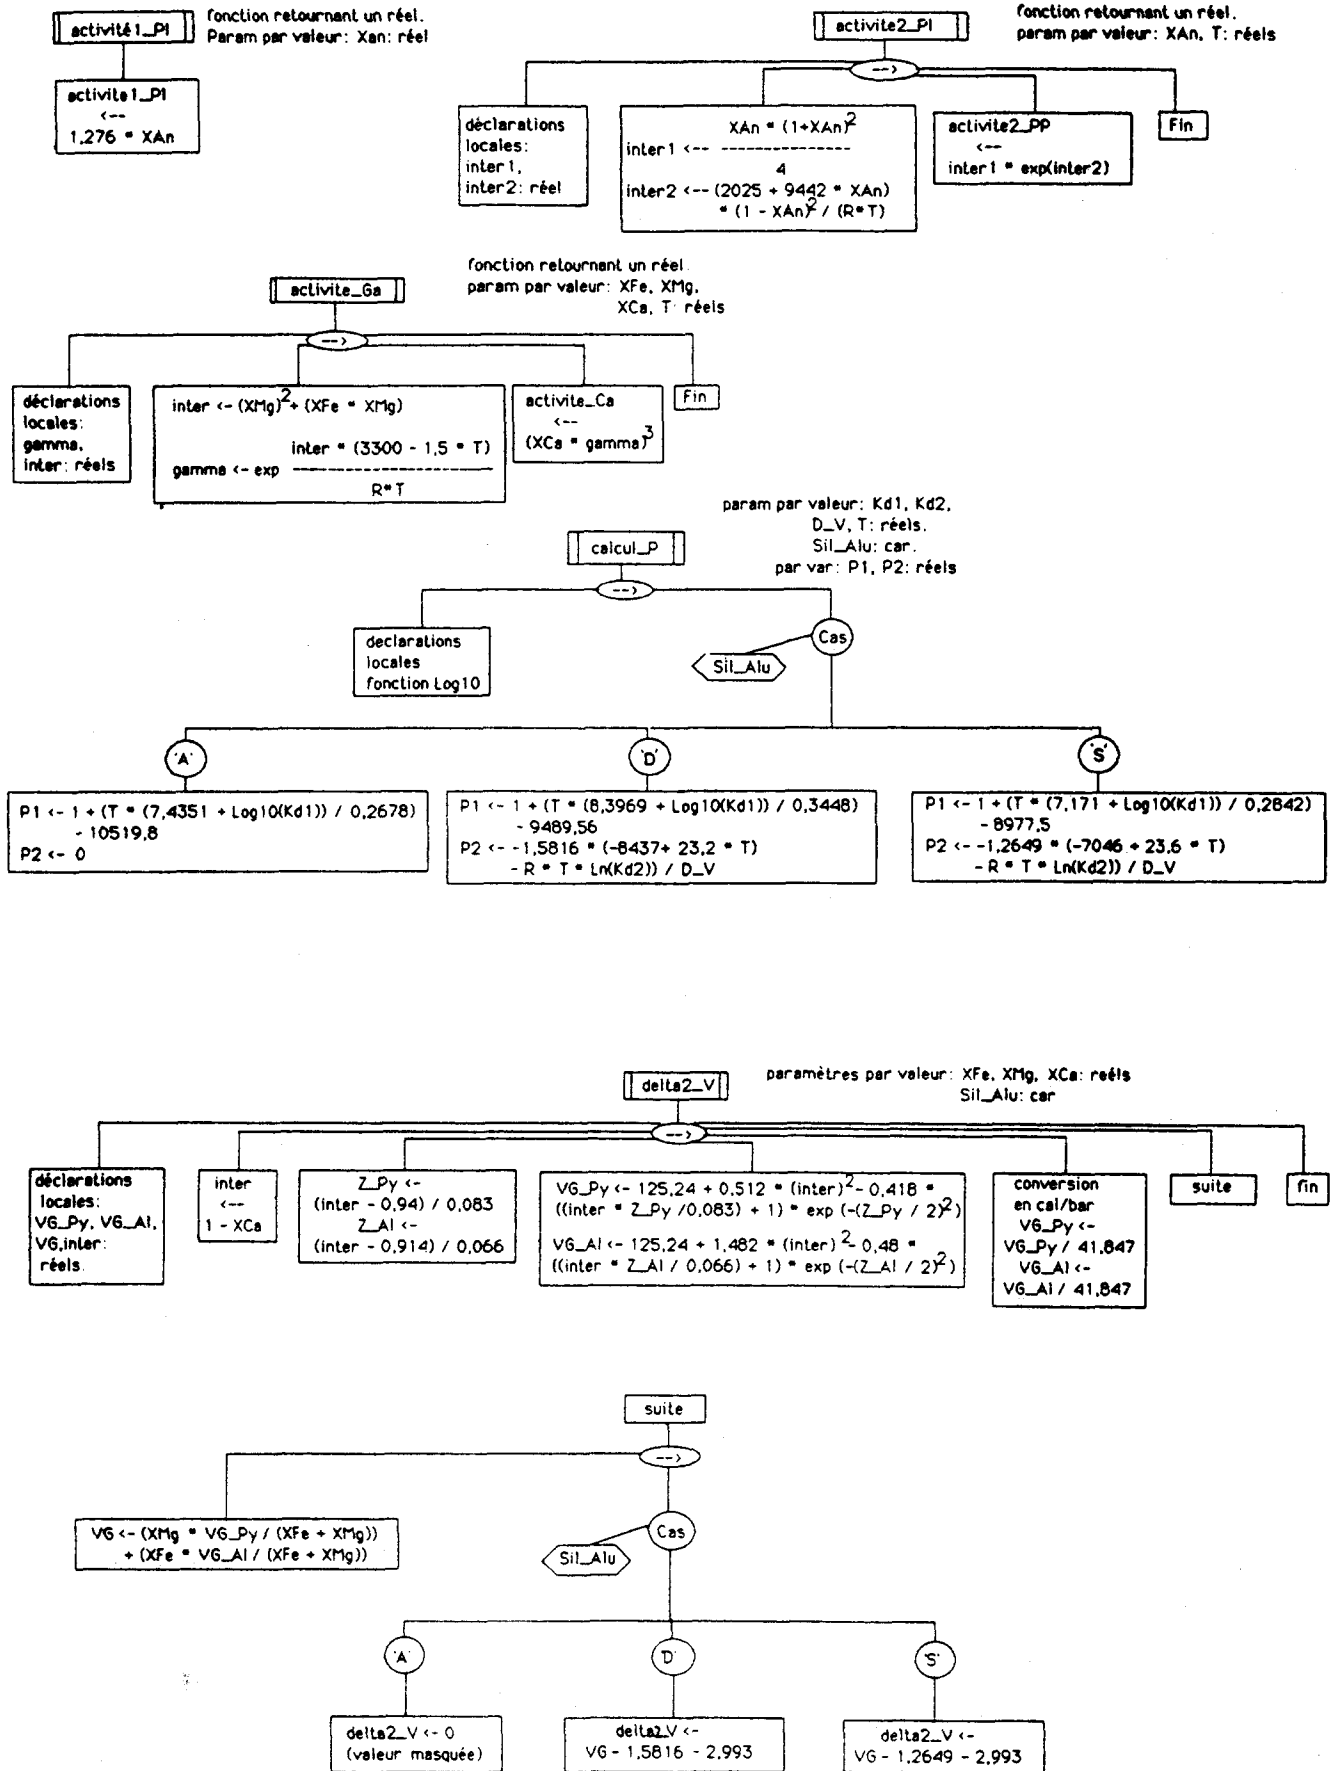 activité1_Pl
fonction retournant un réel.
Param par valeur: Xan: réel
activite1_Pl
<--
1,276 * XAn
activite2_Pl
fonction retournant un réel.
param par valeur: XAn, T: réels
-->
déclarations
locales:
inter1,
inter2: réel
XAn * (1+XAn)2
inter1 <-- ---------------
4
inter2 <-- (2025 + 9442 * XAn)
* (1 - XAn)2 / (R*T)
activite2_PP
<--
inter1 * exp(inter2)
Fin
activite_Ga
fonction retournant un réel.
param par valeur: XFe, XMg,
XCa, T: réels
-->
déclarations
locales:
gamma,
inter: réels
inter <- (XMg)2 + (XFe * XMg)
inter * (3300 - 1,5 * T)
gamma <- exp -----------------------
R*T
activite_Ca
<--
(XCa * gamma)3
Fin
calcul_P
param par valeur: Kd1, Kd2,
D_V, T: réels.
Sil_Alu: car.
par var: P1, P2: réels
-->
declarations
locales
fonction Log10
Cas
Sil_Alu
'A'
'D'
'S'
P1 <- 1 + (T * (7,4351 + Log10(Kd1)) / 0,2678)
- 10519,8
P2 <- 0
P1 <- 1 + (T * (8,3969 + Log10(Kd1)) / 0,3448)
- 9489,56
P2 <- -1,5816 * (-8437+ 23,2 * T)
- R * T * Ln(Kd2)) / D_V
P1 <- 1 + (T * (7,171 + Log10(Kd1)) / 0,2842)
- 8977,5
P2 <- -1,2649 * (-7046 + 23,6 * T)
- R * T * Ln(Kd2)) / D_V
delta2_V
paramètres par valeur: XFe, XMg, XCa: reéls
Sil_Alu: car
-->
déclarations
locales:
VG_Py, VG_Al,
VG,inter:
réels.
inter
<--
1 - XCa
Z_Py <-
(inter - 0,94) / 0,083
Z_Al <-
(inter - 0,914) / 0,066
VG_Py <- 125,24 + 0,512 * (inter)2 - 0,418 *
((inter * Z_Py /0,083) + 1) * exp (-(Z_Py / 2)2)
VG_Al <- 125,24 + 1,482 * (inter)2 - 0,48 *
((inter * Z_Al / 0,066) + 1) * exp (-(Z_Al / 2)2)
conversion
en cal/bar
VG_Py <-
VG_Py / 41,847
VG_Al <-
VG_Al / 41,847
suite
fin
suite
-->
VG <- (XMg * VG_Py / (XFe + XMg))
+ (XFe * VG_Al / (XFe + XMg))
Cas
Sil_Alu
'A'
'D'
'S'
delta2_V <- 0
(valeur masquée)
delta2_V <-
VG - 1,5816 - 2,993
delta2_V <-
VG - 1,2649 - 2,993